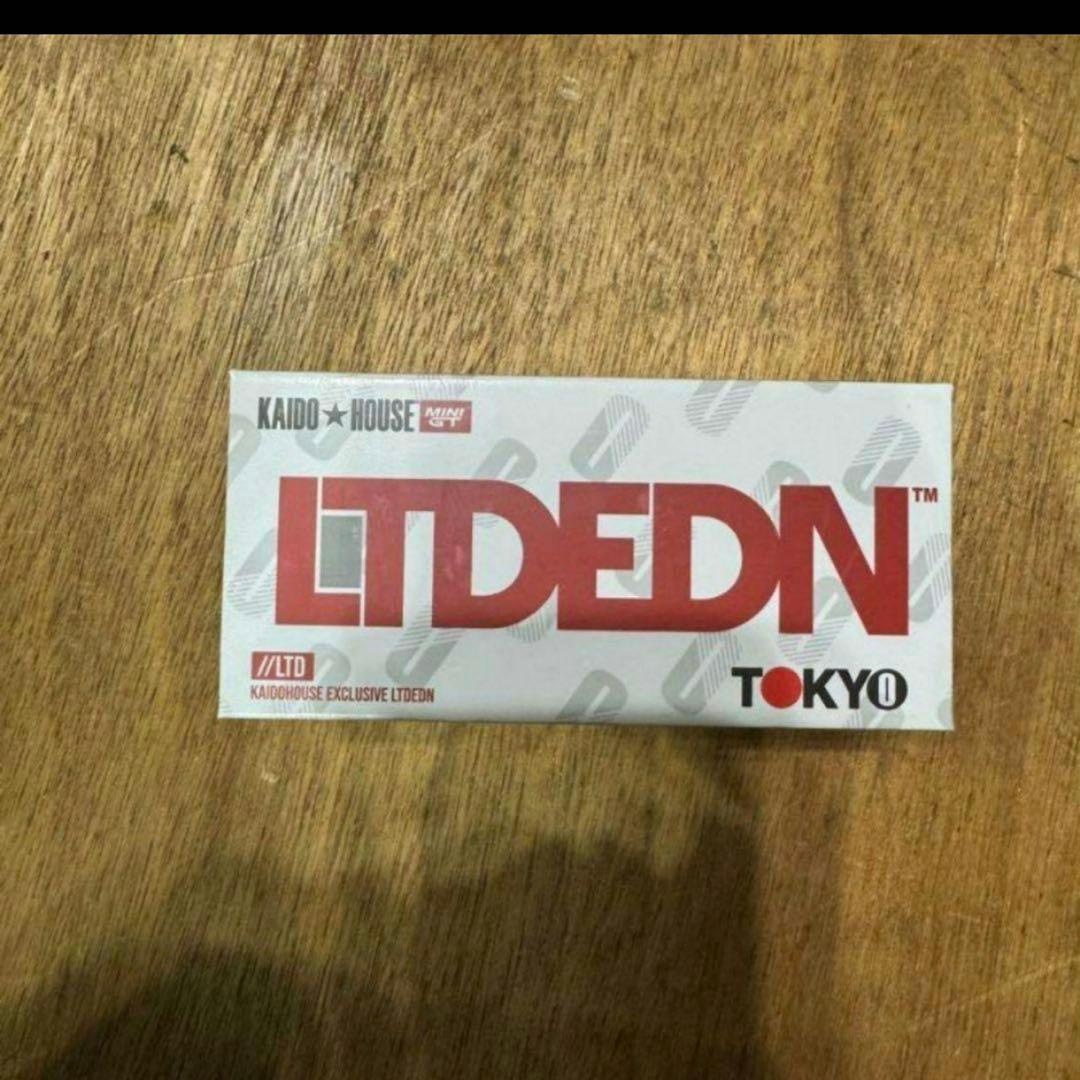 KAIDO★HOUSE MINI GT
LTDEDN™
//LTD
KAIDOHOUSE EXCLUSIVE LTDEDN
TOKYO